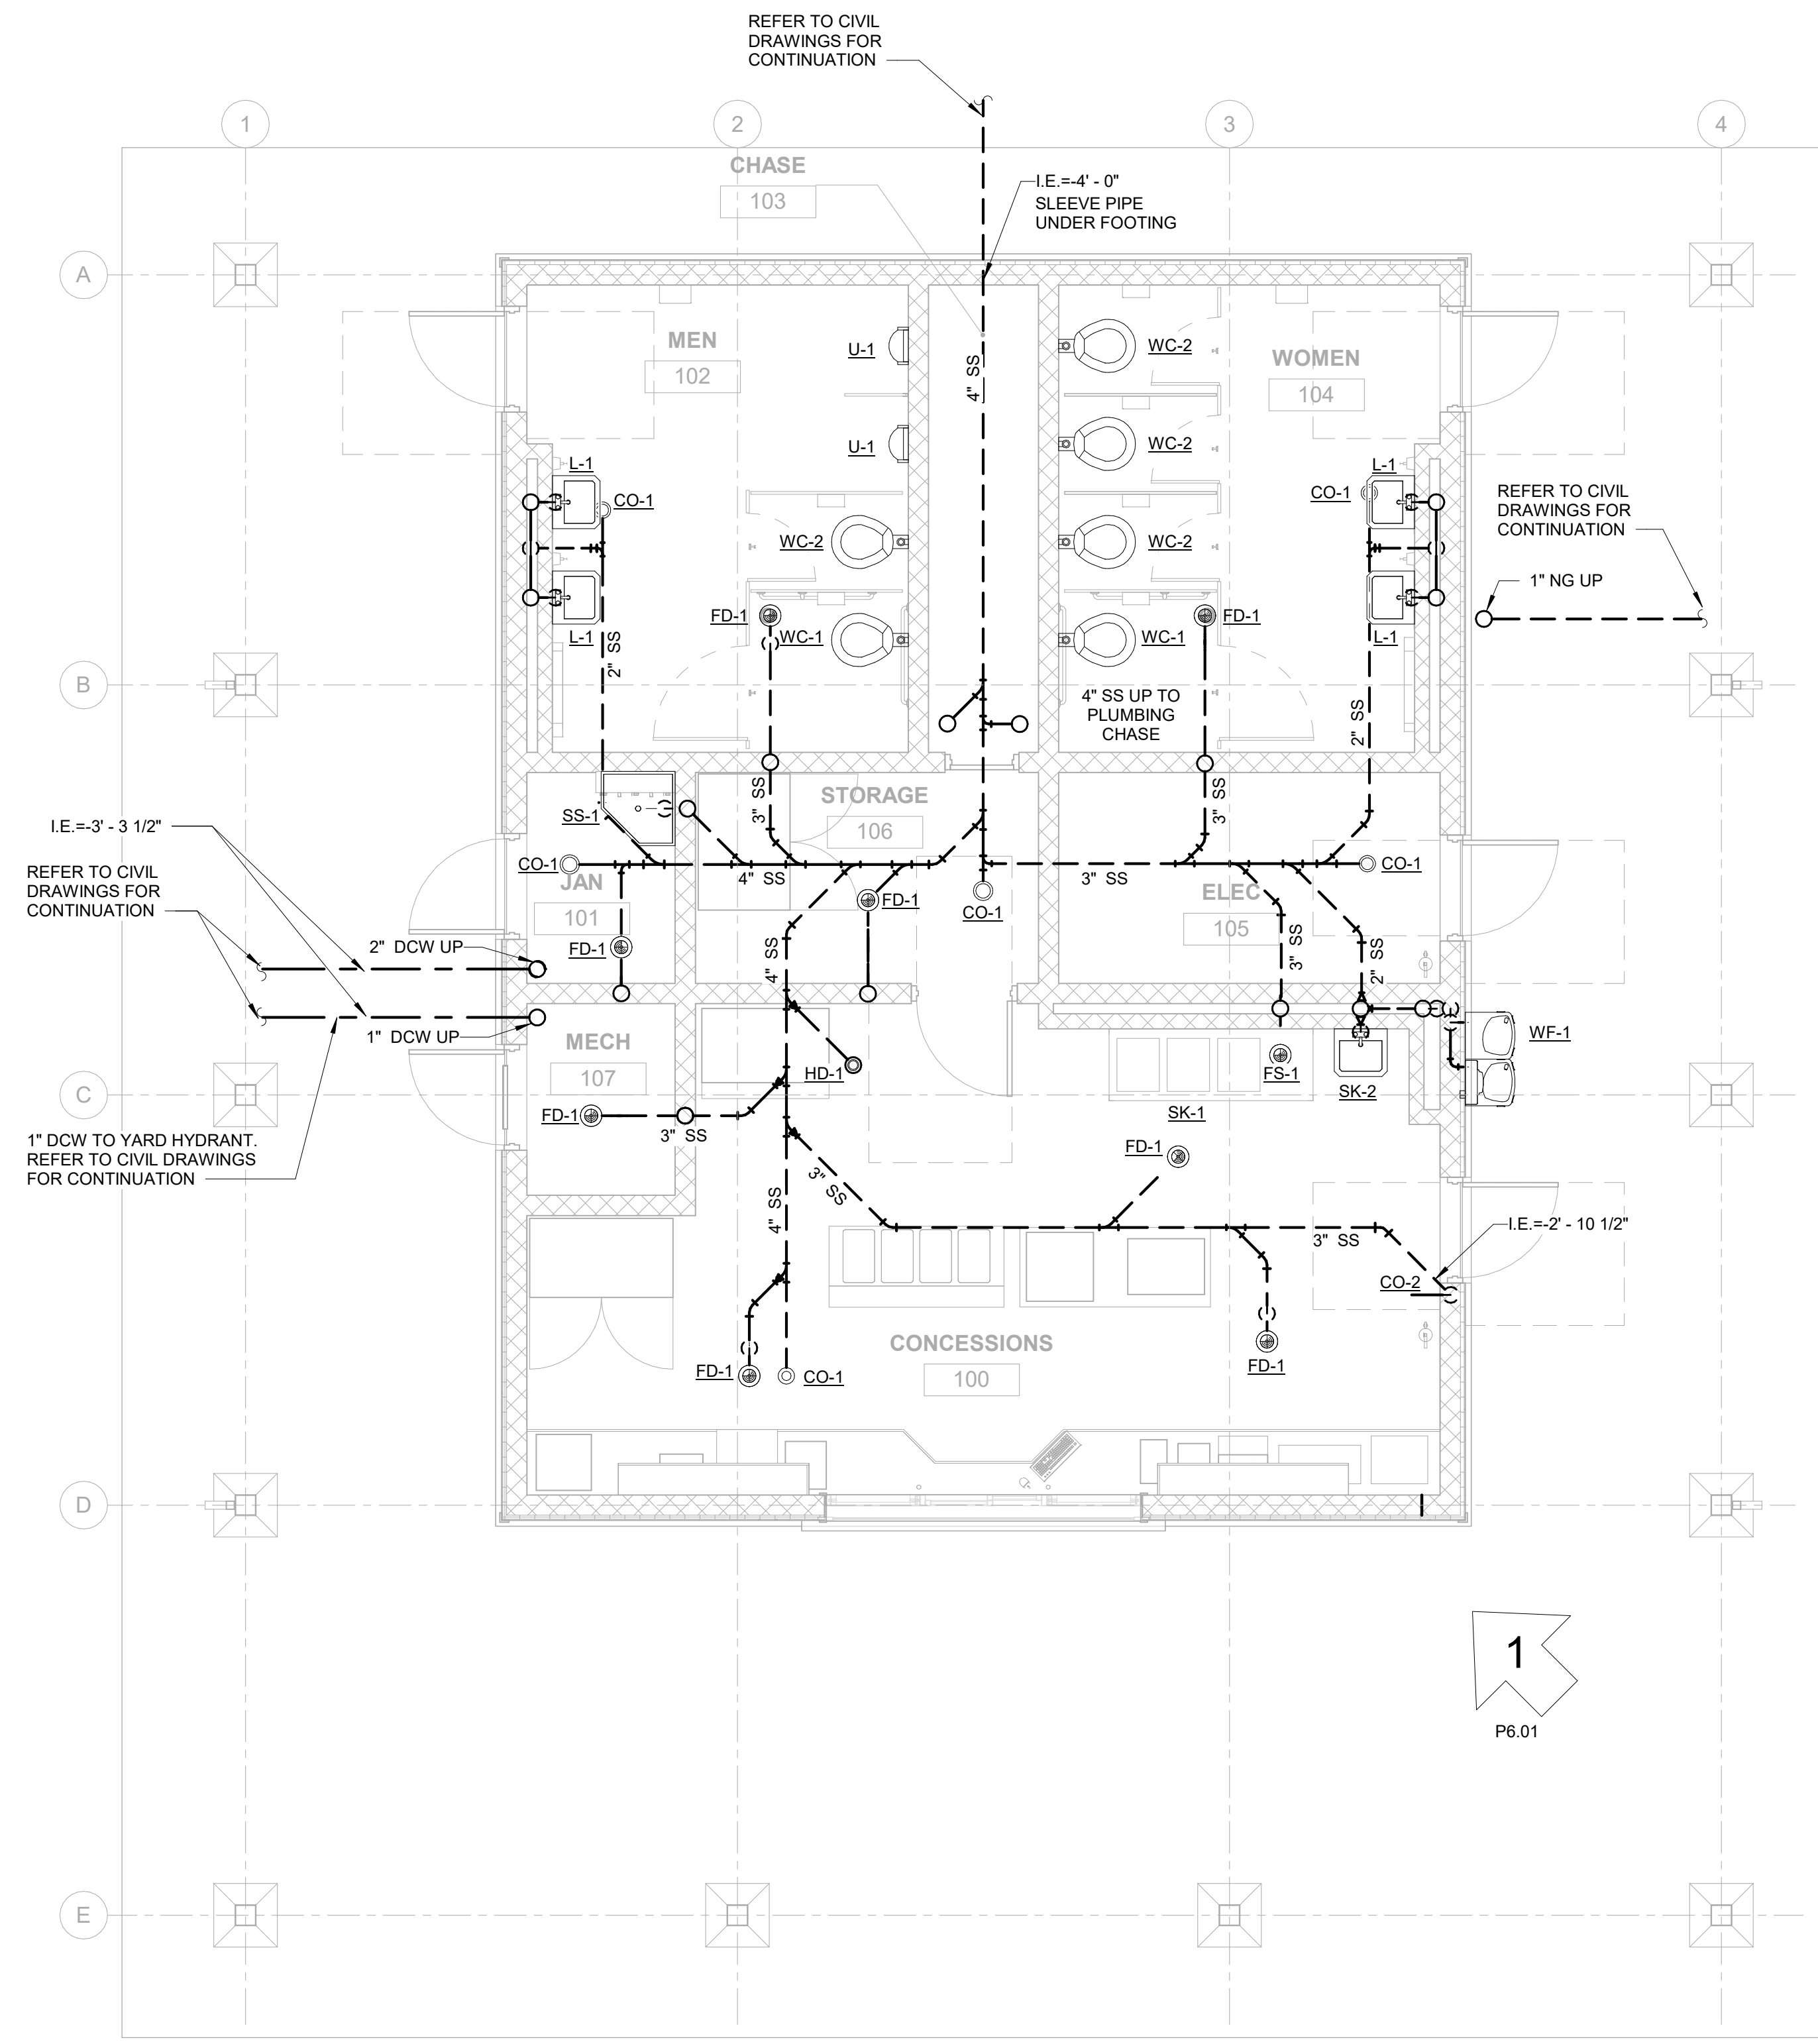 REFER TO CIVIL
DRAWINGS FOR
CONTINUATION
1
2
3
4
CHASE
103
I.E.=-4' - 0"
SLEEVE PIPE
UNDER FOOTING
A
MEN
102
U-1
4" SS
WC-2
WOMEN
104
U-1
WC-2
L-1
CO-1
L-1
CO-1
REFER TO CIVIL
DRAWINGS FOR
CONTINUATION
WC-2
WC-2
1" NG UP
FD-1
WC-1
WC-1
FD-1
L-1
L-1
2" SS
B
4" SS UP TO
PLUMBING
CHASE
2" SS
STORAGE
106
3" SS
3" SS
SS-1
I.E.=-3' - 3 1/2"
REFER TO CIVIL
DRAWINGS FOR
CONTINUATION
CO-1
JAN
101
4" SS
FD-1
CO-1
3" SS
ELEC
105
CO-1
2" DCW UP
FD-1
4" SS
3" SS
2" SS
1" DCW UP
MECH
107
HD-1
FS-1
SK-2
WF-1
C
SK-1
FD-1
3" SS
1" DCW TO YARD HYDRANT.
REFER TO CIVIL DRAWINGS
FOR CONTINUATION
FD-1
3" SS
4" SS
3" SS
I.E.=-2' - 10 1/2"
CO-2
CONCESSIONS
100
FD-1
CO-1
FD-1
D
1
P6.01
E